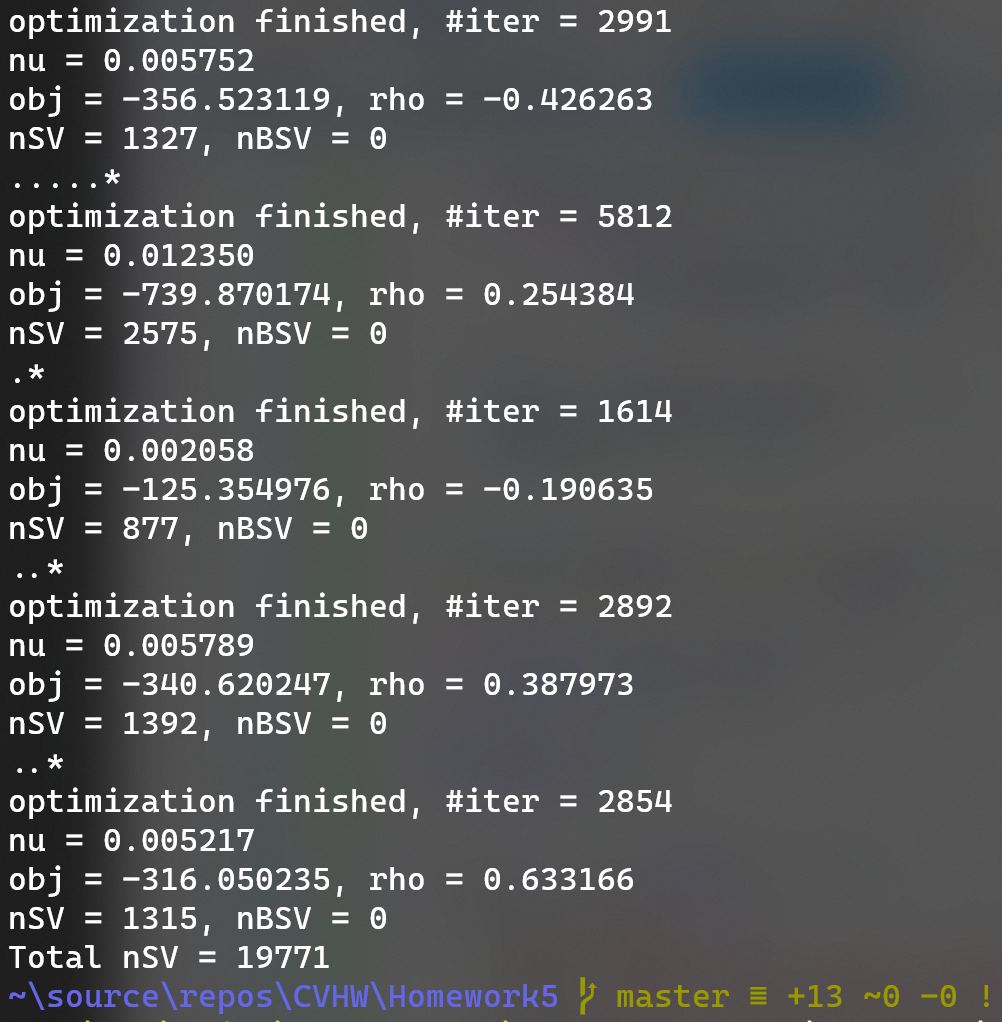 optimization finished, #iter = 2991
nu = 0.005752
obj = -356.523119, rho = -0.426263
nSV = 1327, nBSV = 0
.....*
optimization finished, #iter = 5812
nu = 0.012350
obj = -739.870174, rho = 0.254384
nSV = 2575, nBSV = 0
.*
optimization finished, #iter = 1614
nu = 0.002058
obj = -125.354976, rho = -0.190635
nSV = 877, nBSV = 0
..*
optimization finished, #iter = 2892
nu = 0.005789
obj = -340.620247, rho = 0.387973
nSV = 1392, nBSV = 0
..*
optimization finished, #iter = 2854
nu = 0.005217
obj = -316.050235, rho = 0.633166
nSV = 1315, nBSV = 0
Total nSV = 19771
~\source\repos\CVHW\Homework5 master ≡ +13 ~0 -0 !